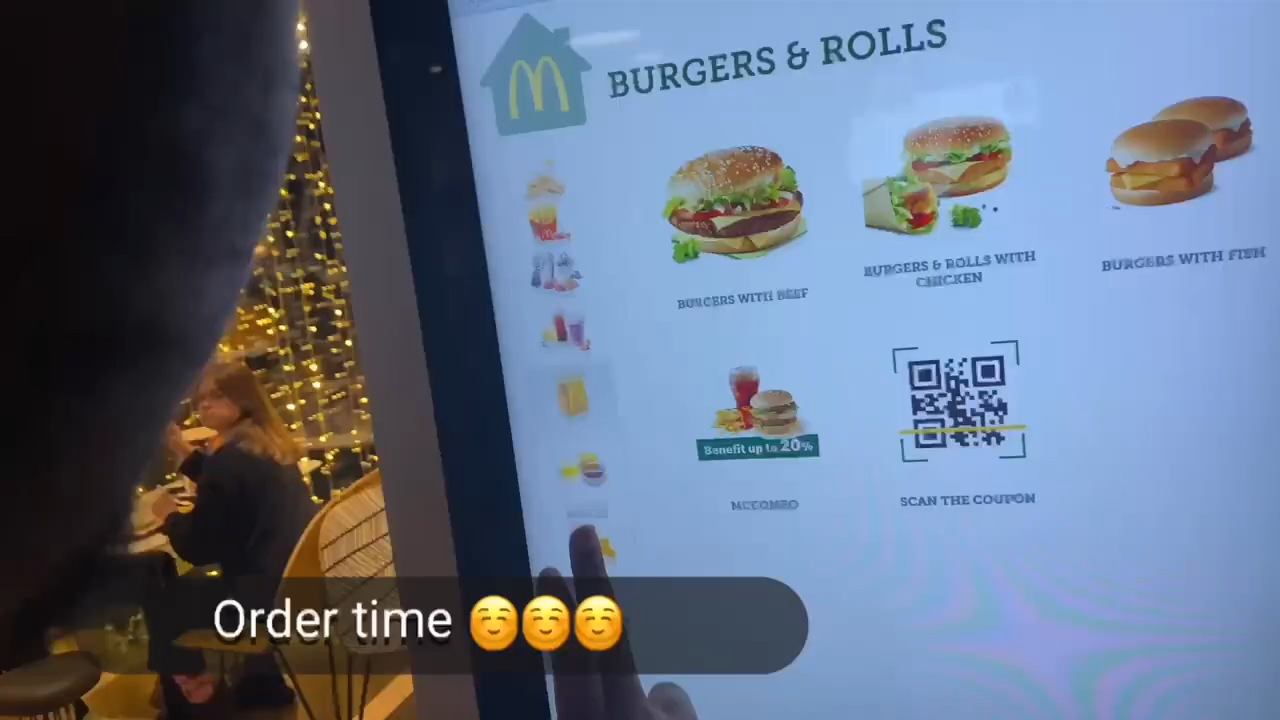 BURGERS & ROLLS
BURGERS WITH BEEF
BURGERS & ROLLS WITH
CHICKEN
BURGERS WITH FISH
Benefit up to 20%
MCCOMBO
SCAN THE COUPON
Order time ☺️☺️☺️